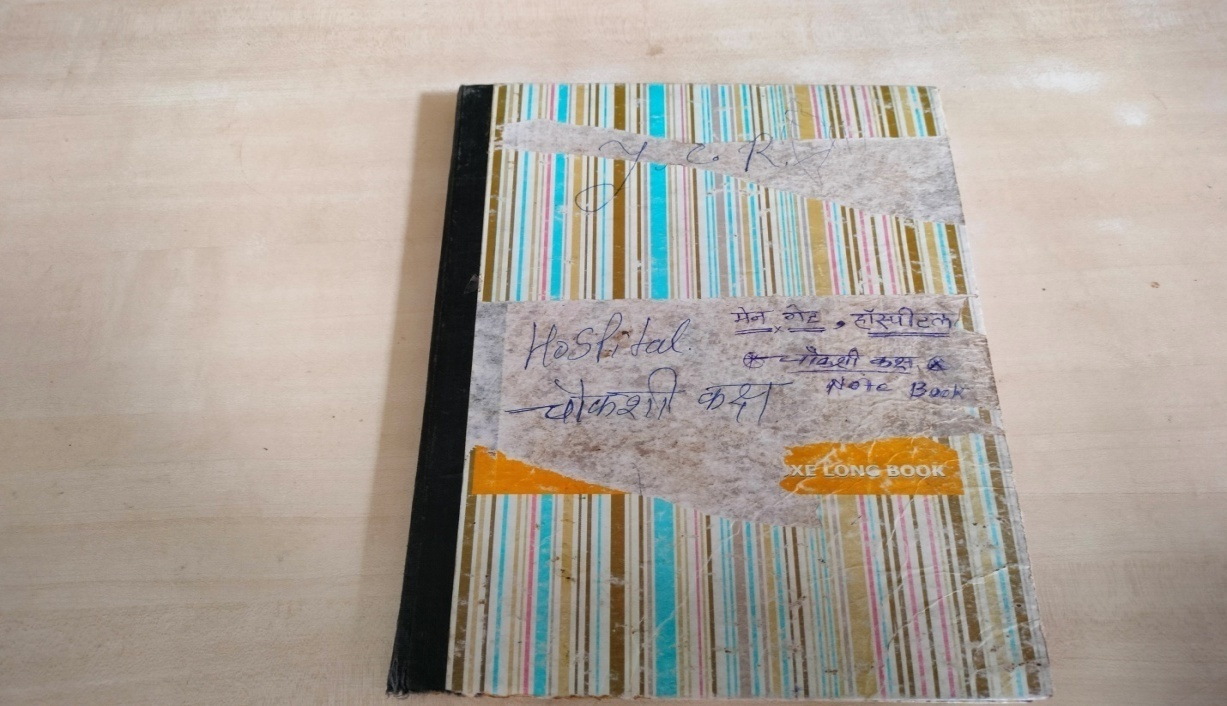 Y. C. R.
Hospital.
चौकशी कक्ष
मेन गेट, हॉस्पीटल
चौकशी कक्ष
Note Book
XE LONG BOOK